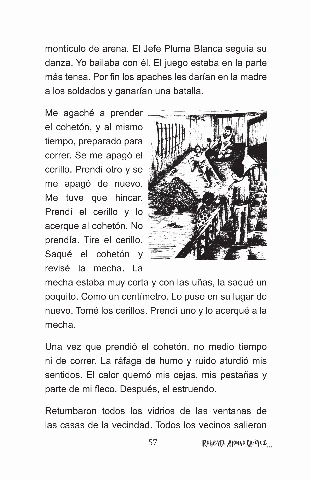 montículo de arena. El Jefe Pluma Blanca seguía su
danza. Yo bailaba con él. El juego estaba en la parte
más tensa. Por fin los apaches les darían en la madre
a los soldados y ganarían una batalla.
Me agaché a prender
el cohetón, y al mismo
tiempo, preparado para
correr. Se me apagó el
cerillo. Prendí otro y se
me apagó de nuevo.
Me tuve que hincar.
Prendí el cerillo y lo
acerque al cohetón. No
prendía. Tire el cerillo.
Saqué el cohetón y
revisé la mecha. La
mecha estaba muy corta y con las uñas, la saqué un
poquito. Como un centímetro. Lo puse en su lugar de
nuevo. Tomé los cerillos. Prendí uno y lo acerqué a la
mecha.
Una vez que prendió el cohetón, no medio tiempo
ni de correr. La ráfaga de humo y ruido aturdió mis
sentidos. El calor quemó mis cejas, mis pestañas y
parte de mi fleco. Después, el estruendo.
Retumbaron todos los vidrios de las ventanas de
las casas de la vecindad. Todos los vecinos salieron
57